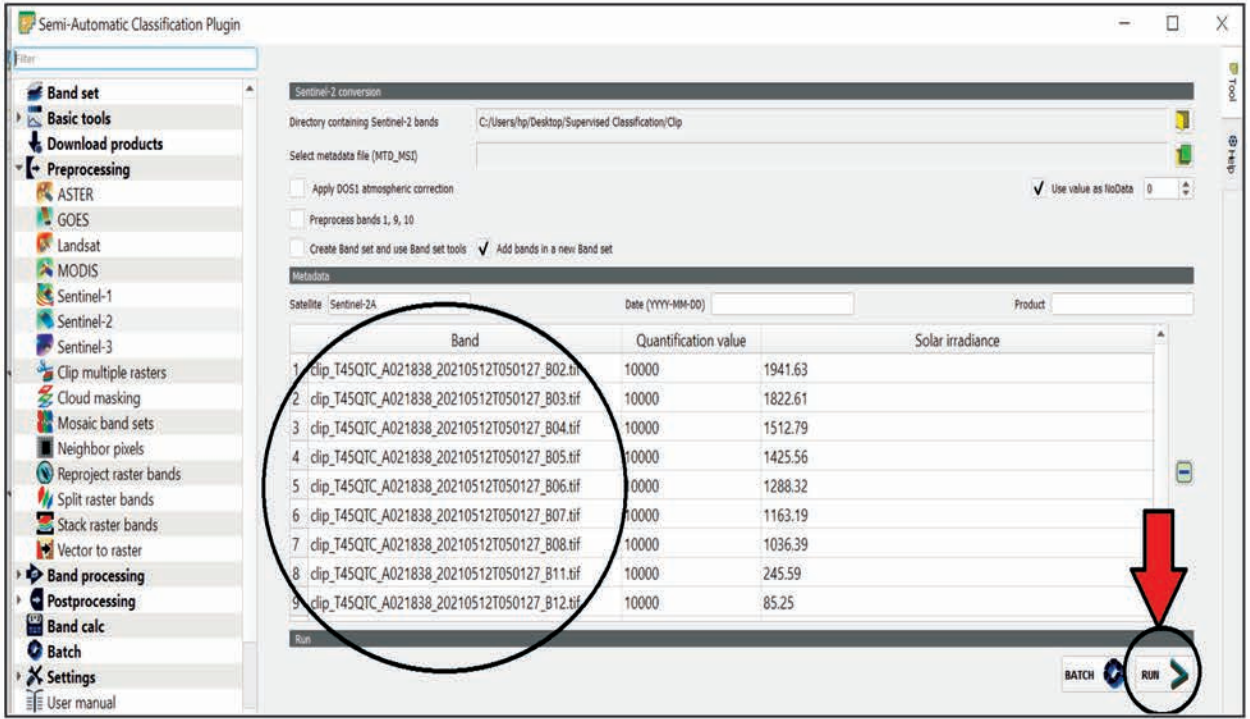 Semi-Automatic Classification Plugin
Filter
Band set
Basic tools
Download products
Preprocessing
ASTER
GOES
Landsat
MODIS
Sentinel-1
Sentinel-2
Sentinel-3
Clip multiple rasters
Cloud masking
Mosaic band sets
Neighbor pixels
Reproject raster bands
Split raster bands
Stack raster bands
Vector to raster
Band processing
Postprocessing
Band calc
Batch
Settings
User manual
Sentinel-2 conversion
Directory containing Sentinel-2 bands C:/Users/hp/Desktop/Supervised Classification/Clip
Select metadata file (MTD_MSI)
Apply DOS1 atmospheric correction Use value as NoData 0
Preprocess bands 1, 9, 10
Create Band set and use Band set tools Add bands in a new Band set
Metadata
Satellite Sentinel-2A Date (YYYY-MM-DD) Product
Band Quantification value Solar irradiance
1 clip_T45QTC_A021838_20210512T050127_B02.tif 10000 1941.63
2 clip_T45QTC_A021838_20210512T050127_B03.tif 10000 1822.61
3 clip_T45QTC_A021838_20210512T050127_B04.tif 10000 1512.79
4 clip_T45QTC_A021838_20210512T050127_B05.tif 10000 1425.56
5 clip_T45QTC_A021838_20210512T050127_B06.tif 10000 1288.32
6 clip_T45QTC_A021838_20210512T050127_B07.tif 10000 1163.19
7 clip_T45QTC_A021838_20210512T050127_B08.tif 10000 1036.39
8 clip_T45QTC_A021838_20210512T050127_B11.tif 10000 245.59
9 clip_T45QTC_A021838_20210512T050127_B12.tif 10000 85.25
Run
BATCH RUN
Tool
Help